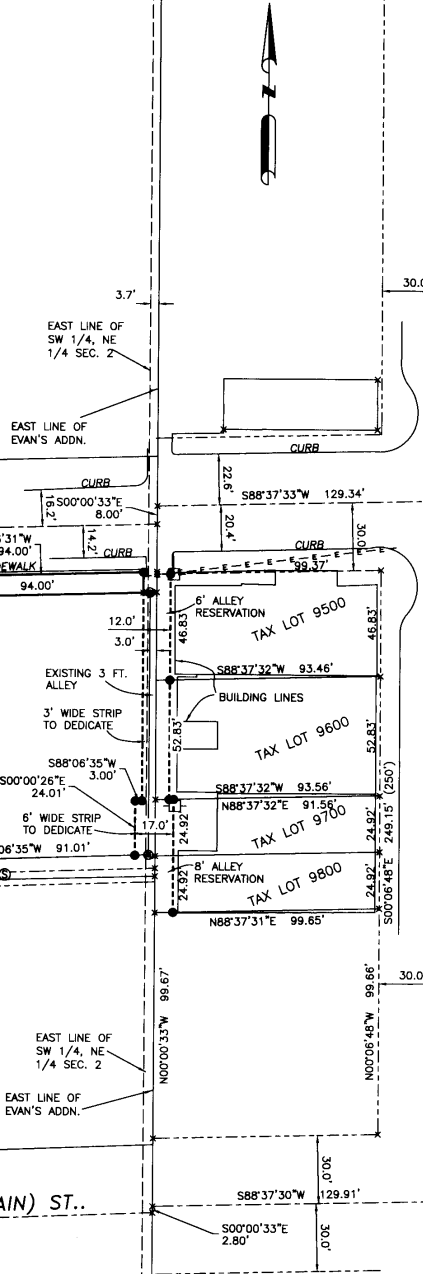 N
30.0
3.7'
EAST LINE OF
SW 1/4, NE
1/4 SEC. 2
EAST LINE OF
EVAN'S ADDN.
CURB
CURB
16.2'
S00°00'33"E
8.00'
22.6'
S88°37'33"W 129.34'
'31"W
94.00'
14.2'
CURB
20.4'
CURB
30.0'
EWALK
E E E E
99.37'
94.00'
6' ALLEY
RESERVATION
12.0'
3.0'
46.83'
TAX LOT 9500
46.83'
EXISTING 3 FT.
ALLEY
S88°37'32"W 93.46'
BUILDING LINES
3' WIDE STRIP
TO DEDICATE
52.83'
TAX LOT 9600
52.83'
S88°06'35"W
3.00'
S00°00'26"E
24.01'
S88°37'32"W 93.56'
N88°37'32"E 91.56'
6' WIDE STRIP
TO DEDICATE
17.0'
24.92'
TAX LOT 9700
24.92'
S00°06'48"E 249.15' (250')
06'35"W 91.01'
8' ALLEY
RESERVATION
24.92'
TAX LOT 9800
24.92'
(S)
N88°37'31"E 99.65'
N00°00'33"W 99.67'
N00°06'48"W 99.66'
30.0
EAST LINE OF
SW 1/4, NE
1/4 SEC. 2
EAST LINE OF
EVAN'S ADDN.
30.0'
AIN) ST..
S88°37'30"W 129.91'
S00°00'33"E
2.80'
30.0'